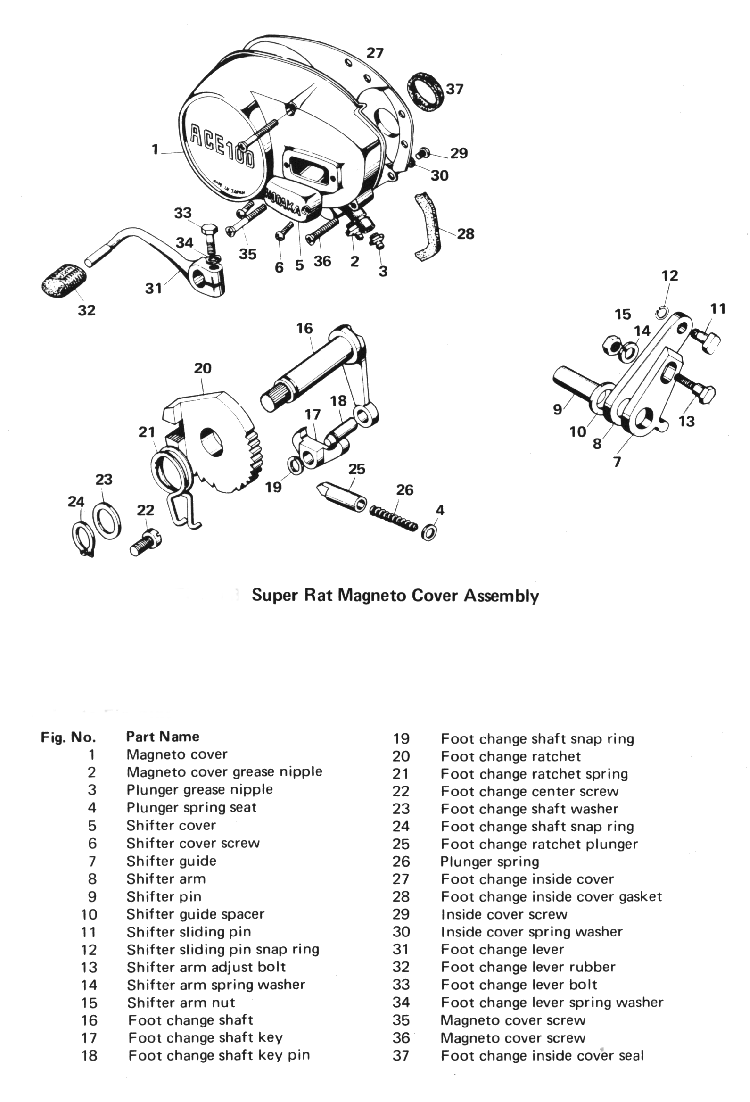 27
37
ACE 100
1
MADE IN JAPAN
29
30
33
HODAKA
34
35
6
5
36
2
3
28
31
32
12
15
11
14
16
20
9
10
8
13
7
21
18
17
19
25
23
24
22
26
4
Super Rat Magneto Cover Assembly
Fig. No. Part Name
1 Magneto cover
2 Magneto cover grease nipple
3 Plunger grease nipple
4 Plunger spring seat
5 Shifter cover
6 Shifter cover screw
7 Shifter guide
8 Shifter arm
9 Shifter pin
10 Shifter guide spacer
11 Shifter sliding pin
12 Shifter sliding pin snap ring
13 Shifter arm adjust bolt
14 Shifter arm spring washer
15 Shifter arm nut
16 Foot change shaft
17 Foot change shaft key
18 Foot change shaft key pin
19 Foot change shaft snap ring
20 Foot change ratchet
21 Foot change ratchet spring
22 Foot change center screw
23 Foot change shaft washer
24 Foot change shaft snap ring
25 Foot change ratchet plunger
26 Plunger spring
27 Foot change inside cover
28 Foot change inside cover gasket
29 Inside cover screw
30 Inside cover spring washer
31 Foot change lever
32 Foot change lever rubber
33 Foot change lever bolt
34 Foot change lever spring washer
35 Magneto cover screw
36 Magneto cover screw
37 Foot change inside cover seal